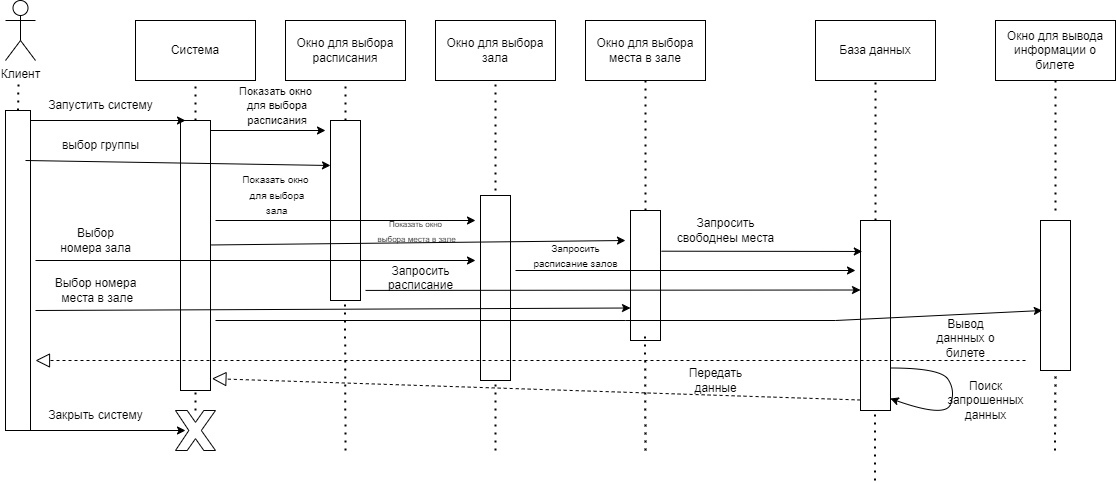 Клиент
Система
Окно для выбора
расписания
Окно для выбора
зала
Окно для выбора
места в зале
База данных
Окно для вывода
информации о
билете
Запустить систему
Показать окно
для выбора
расписания
выбор группы
Показать окно
для выбора
зала
Показать окно
выбора места в зале
Запросить
свободнеы места
Выбор
номера зала
Запросить
расписание залов
Запросить
расписание
Выбор номера
места в зале
Вывод
даннных о
билете
Передать
данные
Поиск
запрошенных
данных
Закрыть систему